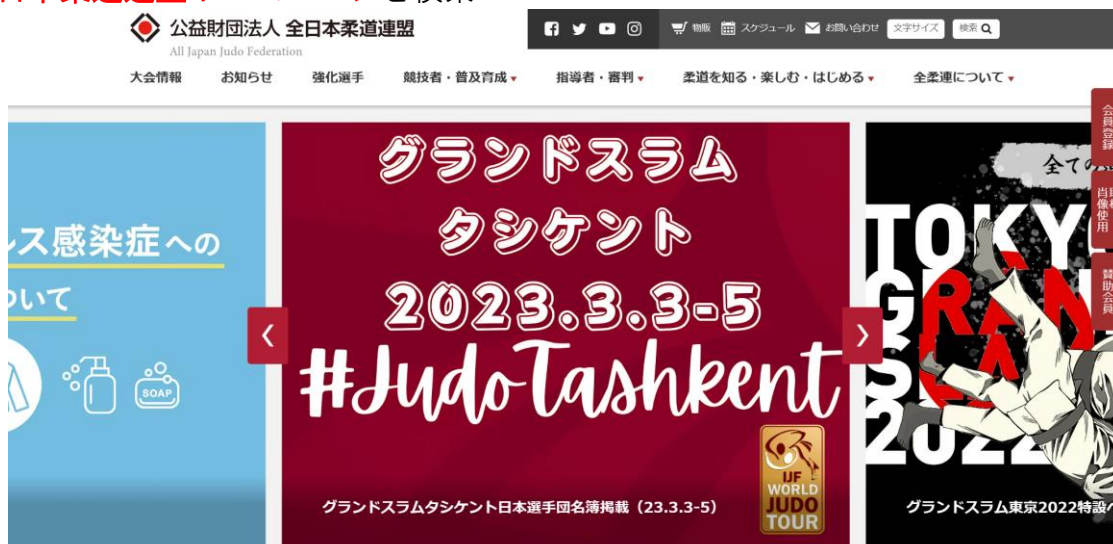 公益財団法人 全日本柔道連盟
All Japan Judo Federation
物販 スケジュール お問い合わせ 文字サイズ 検索
大会情報 お知らせ 強化選手 競技者・普及育成 指導者・審判 柔道を知る・楽しむ・はじめる 全柔連について
会員登録
肖像使用
賛助会員
ス感染症への
ついて
SOAP
グランドスラム
タシケント
2023.3.3-5
#JudoTashkent
IJF
WORLD
JUDO
TOUR
グランドスラムタシケント日本選手団名簿掲載（23.3.3-5）
全ての
TOKY
GRAN
SLA
2022
グランドスラム東京2022特設